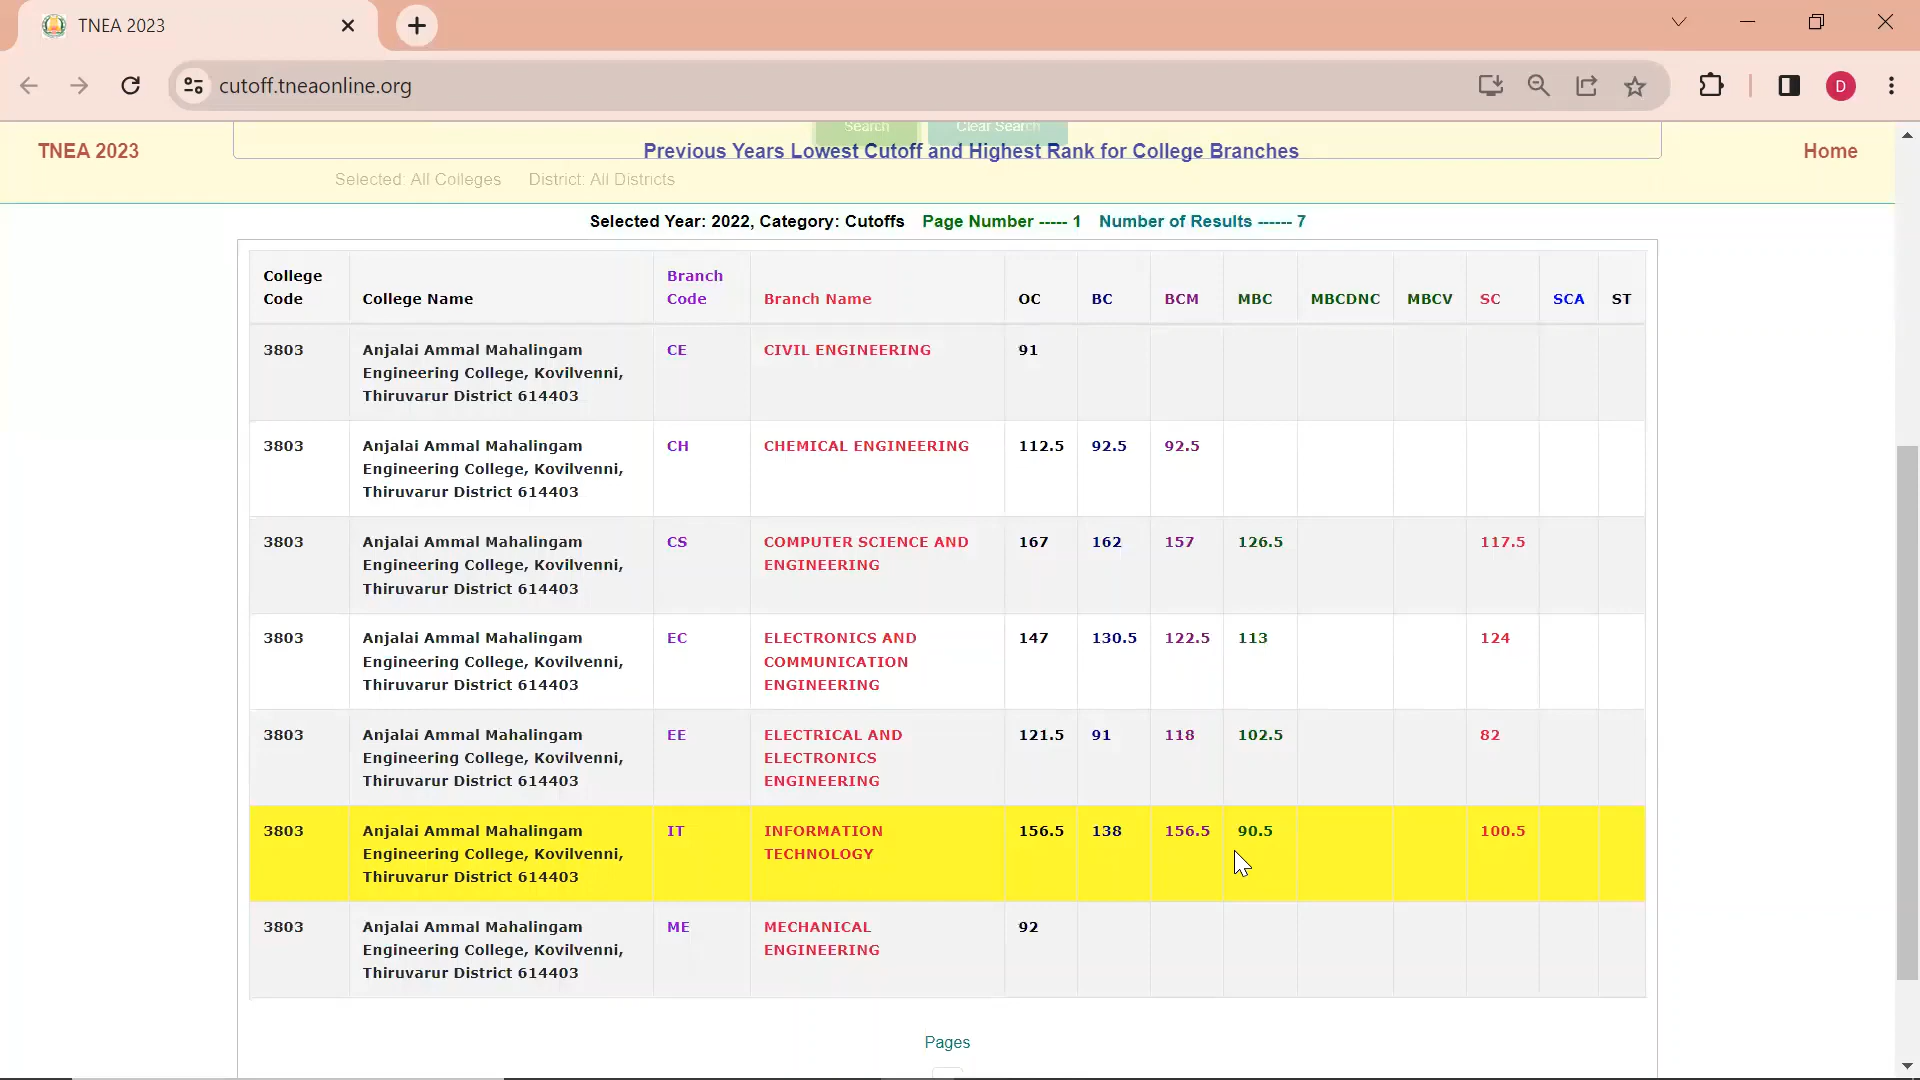 TNEA 2023
cutoff.tneaonline.org
D
Search Clear Search
TNEA 2023 Previous Years Lowest Cutoff and Highest Rank for College Branches Home
Selected: All Colleges District: All Districts
Selected Year: 2022, Category: Cutoffs Page Number ----- 1 Number of Results ------ 7
College Code College Name Branch Code Branch Name OC BC BCM MBC MBCDNC MBCV SC SCA ST
3803 Anjalai Ammal Mahalingam CE CIVIL ENGINEERING 91
Engineering College, Kovilvenni,
Thiruvarur District 614403
3803 Anjalai Ammal Mahalingam CH CHEMICAL ENGINEERING 112.5 92.5 92.5
Engineering College, Kovilvenni,
Thiruvarur District 614403
3803 Anjalai Ammal Mahalingam CS COMPUTER SCIENCE AND 167 162 157 126.5 117.5
Engineering College, Kovilvenni, ENGINEERING
Thiruvarur District 614403
3803 Anjalai Ammal Mahalingam EC ELECTRONICS AND 147 130.5 122.5 113 124
Engineering College, Kovilvenni, COMMUNICATION
Thiruvarur District 614403 ENGINEERING
3803 Anjalai Ammal Mahalingam EE ELECTRICAL AND 121.5 91 118 102.5 82
Engineering College, Kovilvenni, ELECTRONICS
Thiruvarur District 614403 ENGINEERING
3803 Anjalai Ammal Mahalingam IT INFORMATION 156.5 138 156.5 90.5 100.5
Engineering College, Kovilvenni, TECHNOLOGY
Thiruvarur District 614403
3803 Anjalai Ammal Mahalingam ME MECHANICAL 92
Engineering College, Kovilvenni, ENGINEERING
Thiruvarur District 614403
Pages